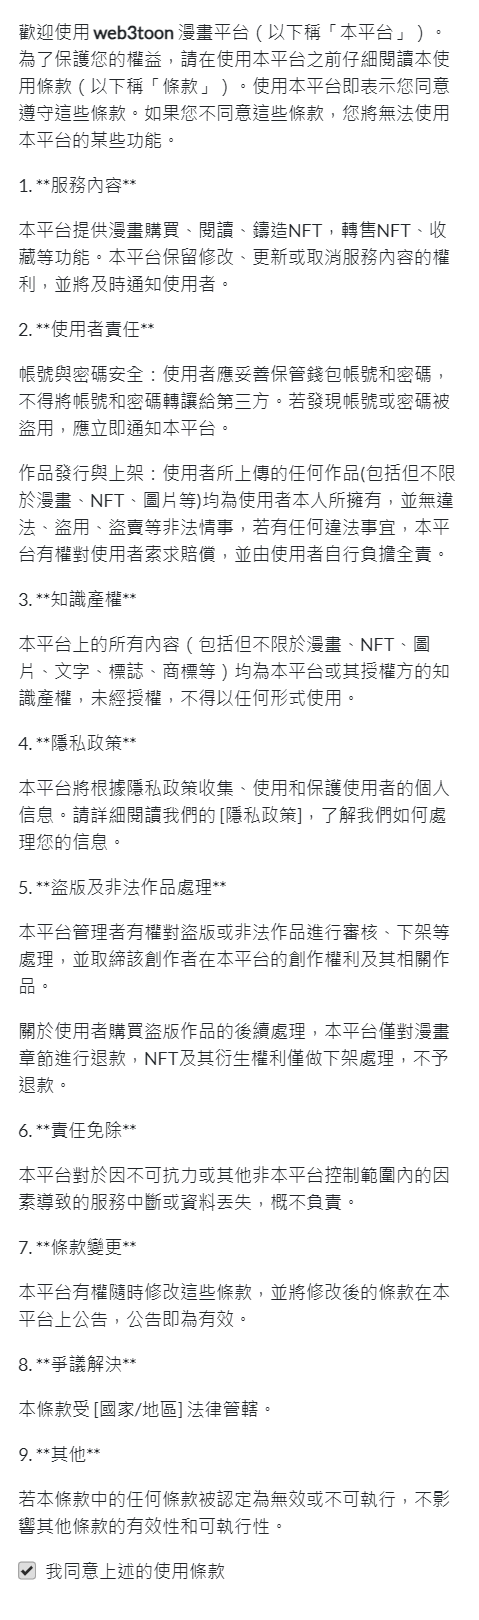 歡迎使用 web3toon 漫畫平台（以下稱「本平台」）。
為了保護您的權益，請在使用本平台之前仔細閱讀本使
用條款（以下稱「條款」）。使用本平台即表示您同意
遵守這些條款。如果您不同意這些條款，您將無法使用
本平台的某些功能。
1. **服務內容**
本平台提供漫畫購買、閱讀、鑄造NFT，轉售NFT、收
藏等功能。本平台保留修改、更新或取消服務內容的權
利，並將及時通知使用者。
2. **使用者責任**
帳號與密碼安全：使用者應妥善保管錢包帳號和密碼，
不得將帳號和密碼轉讓給第三方。若發現帳號或密碼被
盜用，應立即通知本平台。
作品發行與上架：使用者所上傳的任何作品(包括但不限
於漫畫、NFT、圖片等)均為使用者本人所擁有，並無違
法、盜用、盜賣等非法情事，若有任何違法事宜，本平
台有權對使用者索求賠償，並由使用者自行負擔全責。
3. **知識產權**
本平台上的所有內容（包括但不限於漫畫、NFT、圖
片、文字、標誌、商標等）均為本平台或其授權方的知
識產權，未經授權，不得以任何形式使用。
4. **隱私政策**
本平台將根據隱私政策收集、使用和保護使用者的個人
信息。請詳細閱讀我們的 [隱私政策]，了解我們如何處
理您的信息。
5. **盜版及非法作品處理**
本平台管理者有權對盜版或非法作品進行審核、下架等
處理，並取締該創作者在本平台的創作權利及其相關作
品。
關於使用者購買盜版作品的後續處理，本平台僅對漫畫
章節進行退款，NFT及其衍生權利僅做下架處理，不予
退款。
6. **責任免除**
本平台對於因不可抗力或其他非本平台控制範圍內的因
素導致的服務中斷或資料丟失，概不負責。
7. **條款變更**
本平台有權隨時修改這些條款，並將修改後的條款在本
平台上公告，公告即為有效。
8. **爭議解決**
本條款受 [國家/地區] 法律管轄。
9. **其他**
若本條款中的任何條款被認定為無效或不可執行，不影
響其他條款的有效性和可執行性。
我同意上述的使用條款